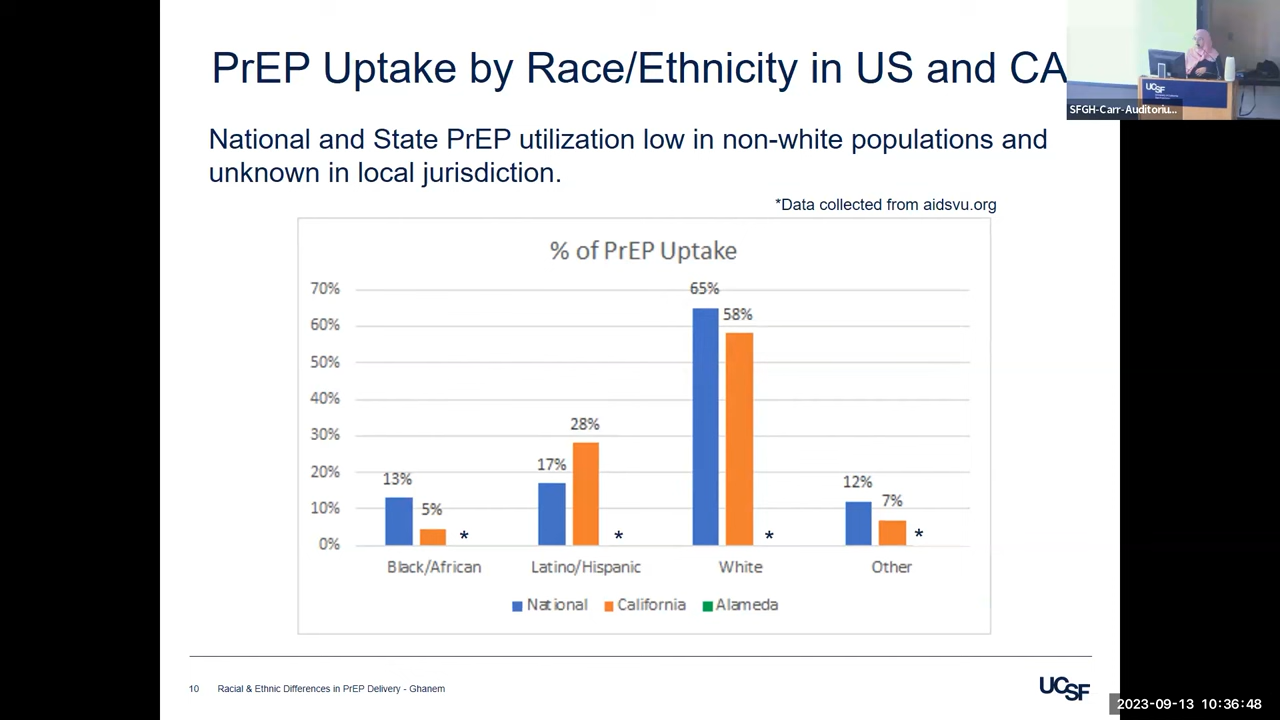 PrEP Uptake by Race/Ethnicity in US and CA
National and State PrEP utilization low in non-white populations and
unknown in local jurisdiction.
*Data collected from aidsvu.org
% of PrEP Uptake
70%
60%
50%
40%
30%
20%
10%
0%
13%
5%
*
17%
28%
*
65%
58%
*
12%
7%
*
Black/African
Latino/Hispanic
White
Other
National
California
Alameda
10 Racial & Ethnic Differences in PrEP Delivery - Ghanem
UCSF
UCSF
SFGH-Carr-Auditoriu...
2023-09-13 10:36:48